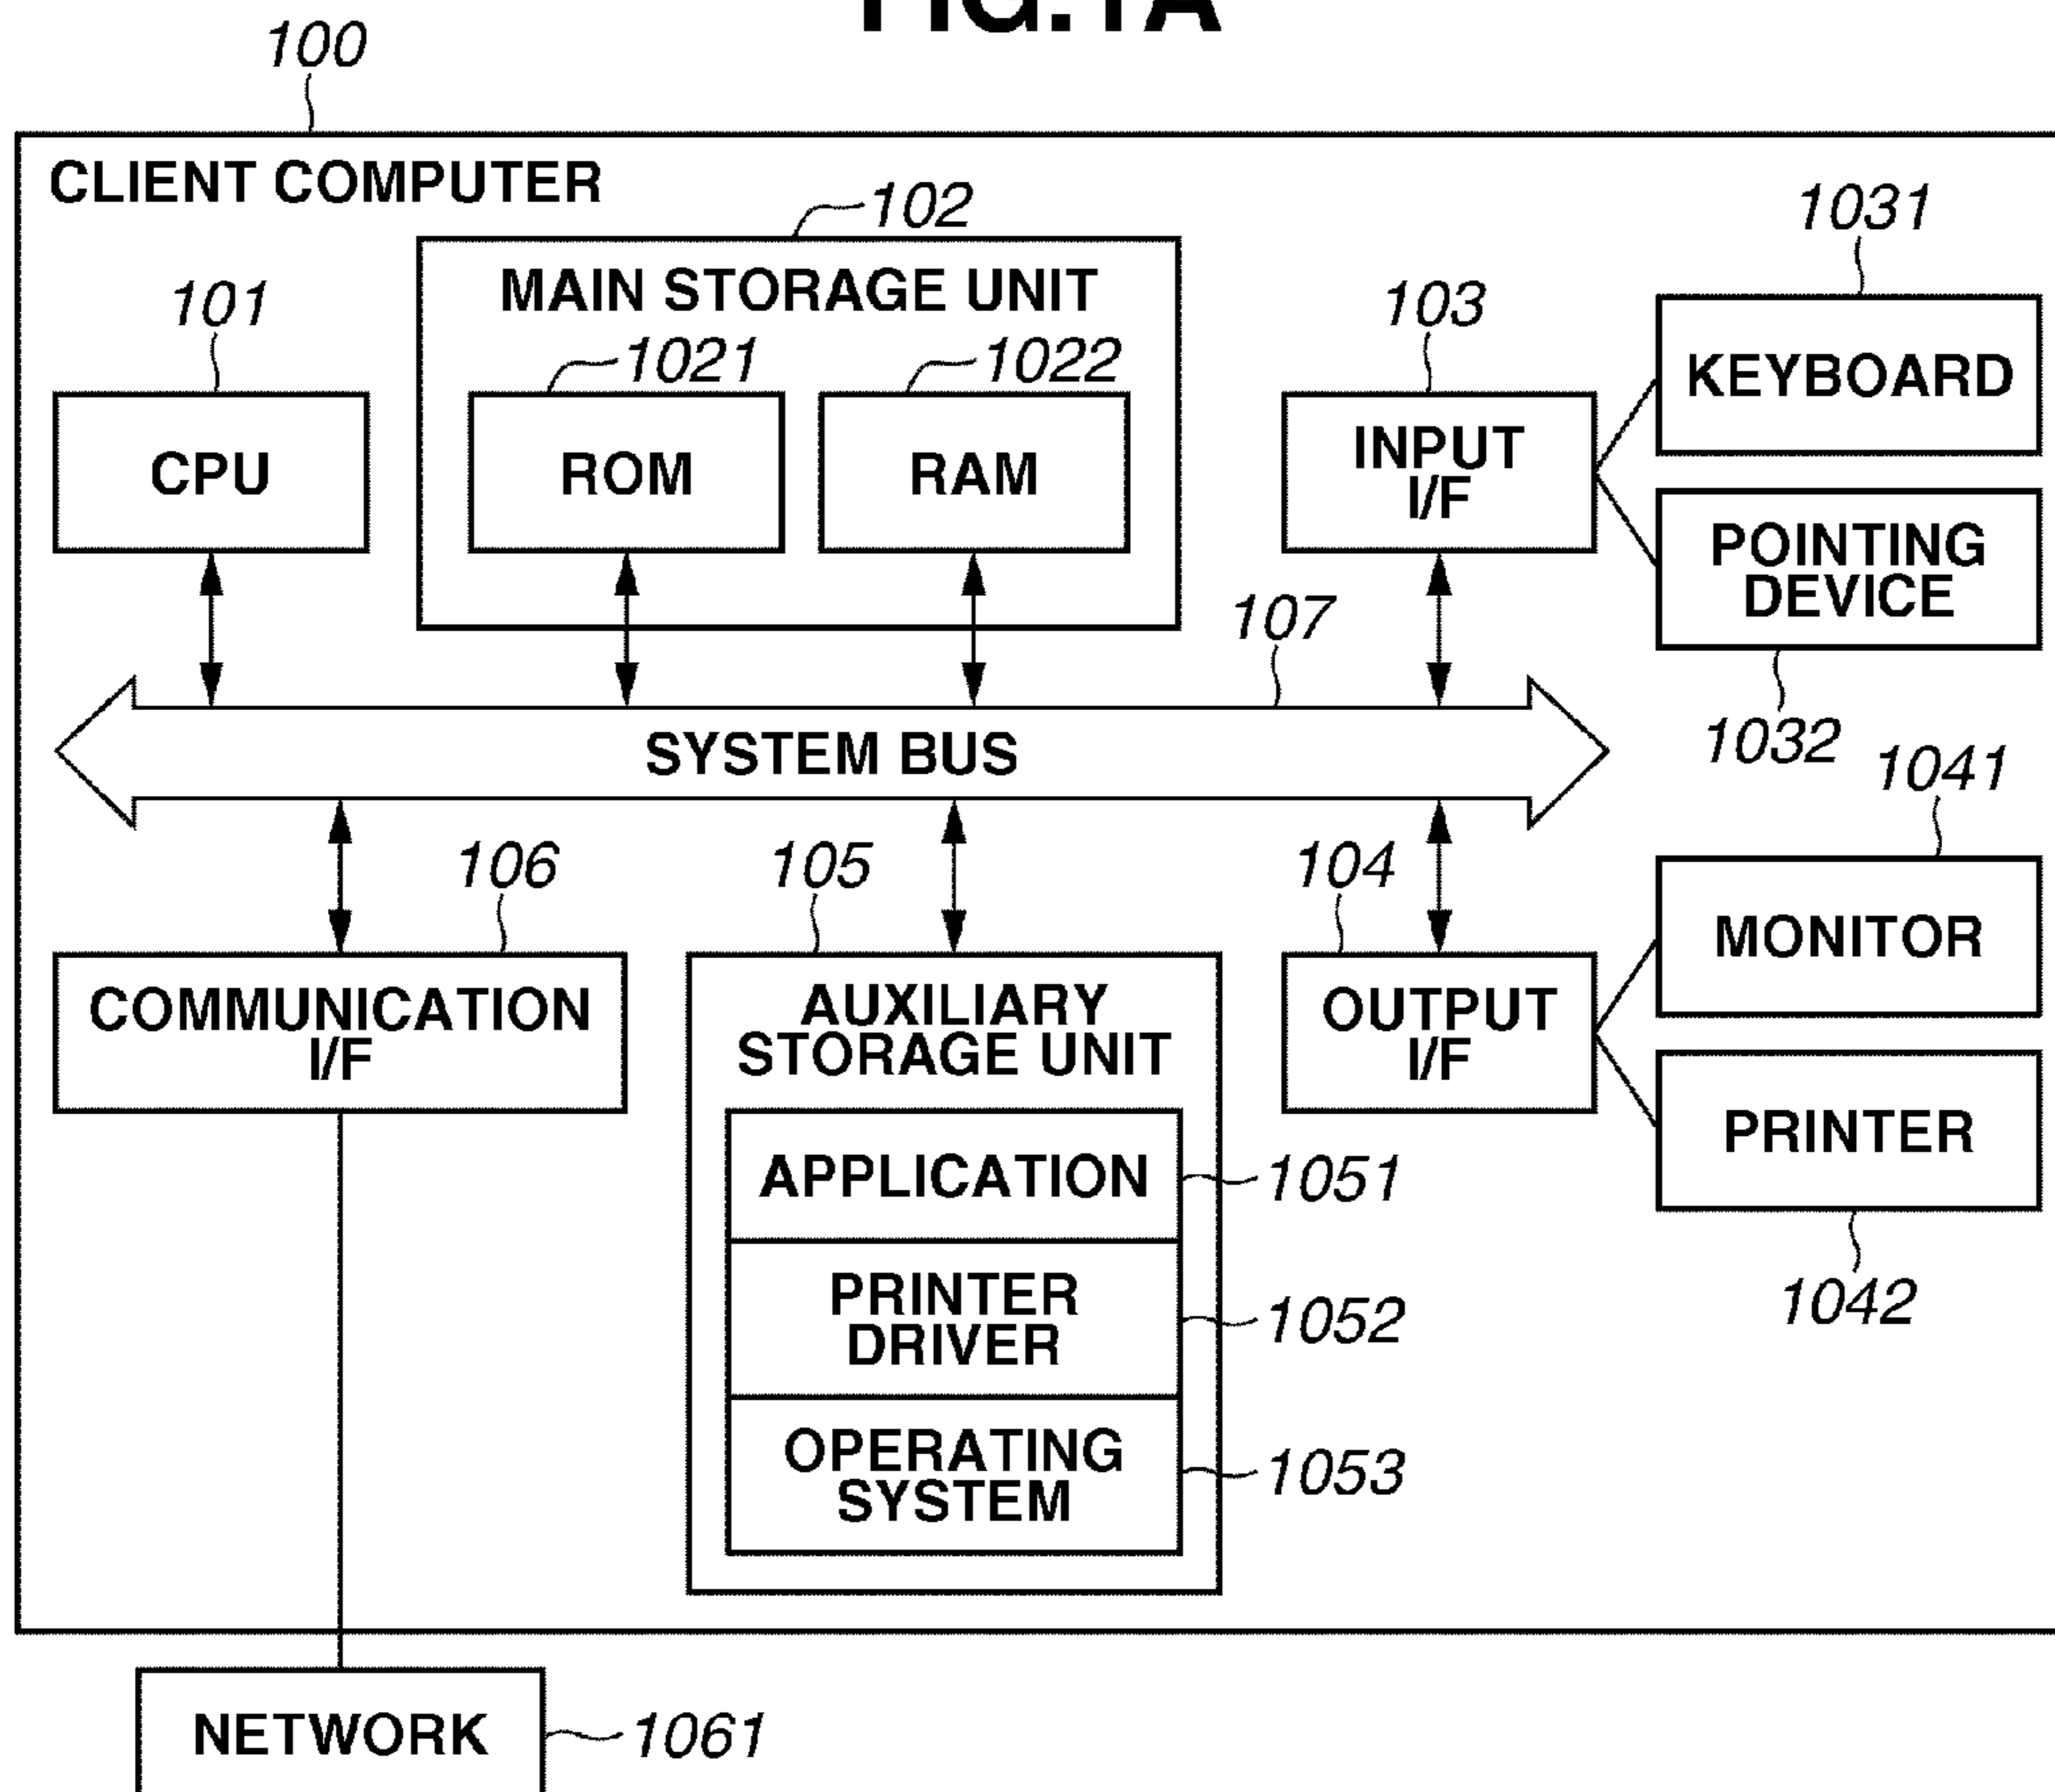 FIG.1A
100
CLIENT COMPUTER
102
MAIN STORAGE UNIT
101
1021
1022
CPU
ROM
RAM
103
INPUT
I/F
1031
KEYBOARD
POINTING
DEVICE
1032
107
SYSTEM BUS
106
COMMUNICATION
I/F
105
AUXILIARY
STORAGE UNIT
APPLICATION
1051
PRINTER
DRIVER
1052
OPERATING
SYSTEM
1053
104
OUTPUT
I/F
1041
MONITOR
PRINTER
1042
NETWORK
1061